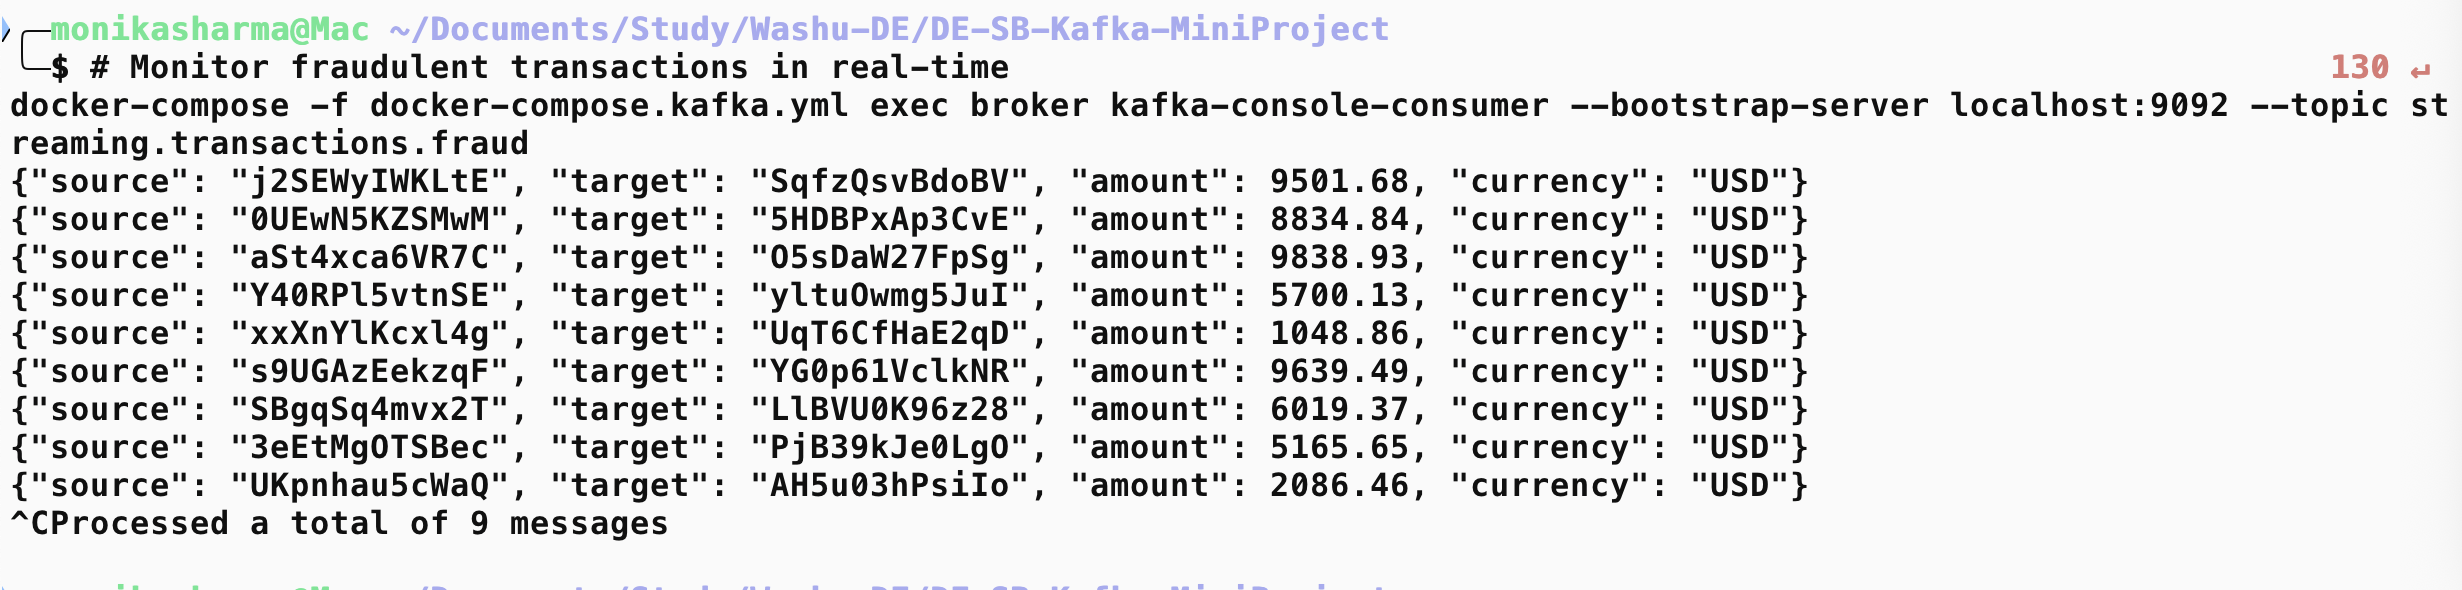 monikasharma@Mac ~/Documents/Study/Washu-DE/DE-SB-Kafka-MiniProject
$ # Monitor fraudulent transactions in real-time 130 ↵
docker-compose -f docker-compose.kafka.yml exec broker kafka-console-consumer --bootstrap-server localhost:9092 --topic st
reaming.transactions.fraud
{"source": "j2SEWyIWKLtE", "target": "SqfzQsvBdoBV", "amount": 9501.68, "currency": "USD"}
{"source": "0UEwN5KZSMwM", "target": "5HDBPxAp3CvE", "amount": 8834.84, "currency": "USD"}
{"source": "aSt4xca6VR7C", "target": "O5sDaW27FpSg", "amount": 9838.93, "currency": "USD"}
{"source": "Y40RPl5vtnSE", "target": "yltuOwmg5JuI", "amount": 5700.13, "currency": "USD"}
{"source": "xxXnYlKcxl4g", "target": "UqT6CfHaE2qD", "amount": 1048.86, "currency": "USD"}
{"source": "s9UGAzEekzqF", "target": "YG0p61VclkNR", "amount": 9639.49, "currency": "USD"}
{"source": "SBgqSq4mvx2T", "target": "LlBVU0K96z28", "amount": 6019.37, "currency": "USD"}
{"source": "3eEtMgOTSBec", "target": "PjB39kJe0LgO", "amount": 5165.65, "currency": "USD"}
{"source": "UKpnhau5cWaQ", "target": "AH5u03hPsiIo", "amount": 2086.46, "currency": "USD"}
^CProcessed a total of 9 messages